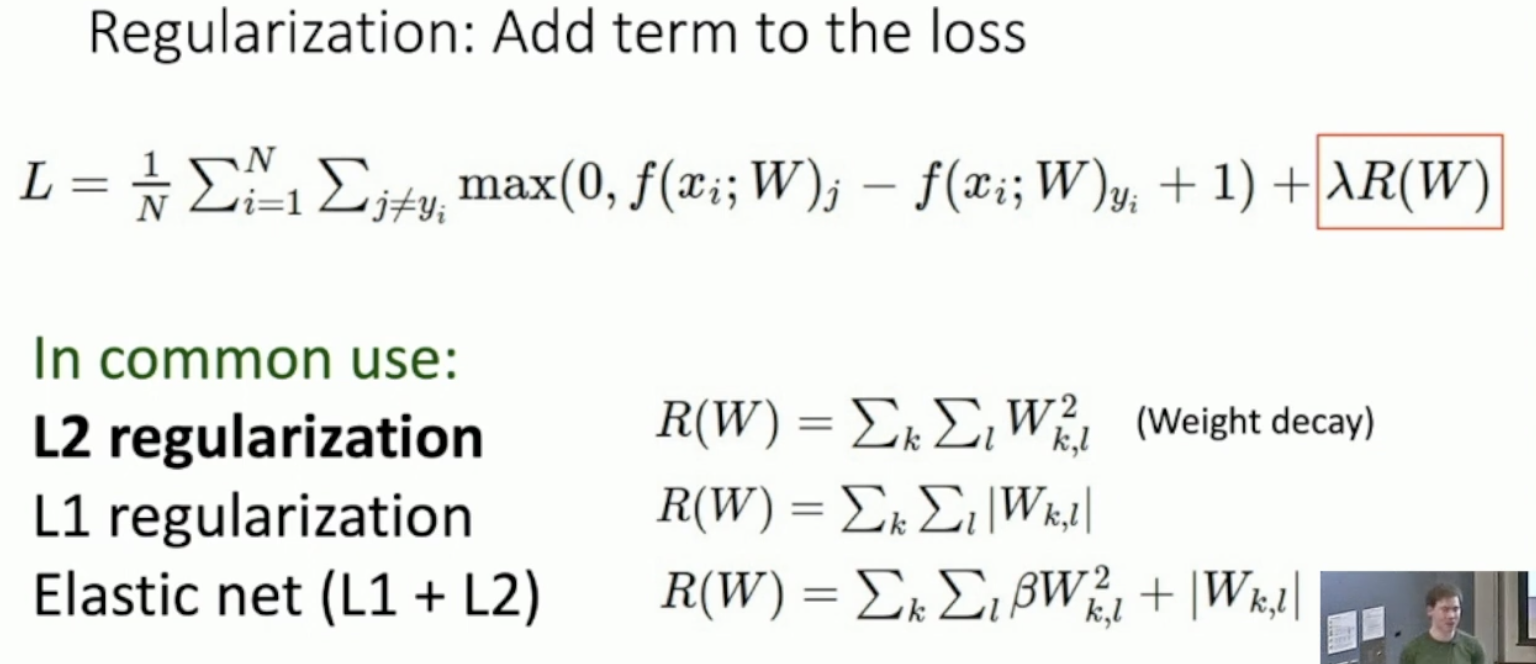 Regularization: Add term to the loss
L = \frac{1}{N} \sum_{i=1}^{N} \sum_{j \neq y_i} \max(0, f(x_i; W)_j - f(x_i; W)_{y_i} + 1) + \lambda R(W)
In common use:
L2 regularization R(W) = \sum_k \sum_l W_{k,l}^2 (Weight decay)
L1 regularization R(W) = \sum_k \sum_l |W_{k,l}|
Elastic net (L1 + L2) R(W) = \sum_k \sum_l \beta W_{k,l}^2 + |W_{k,l}|